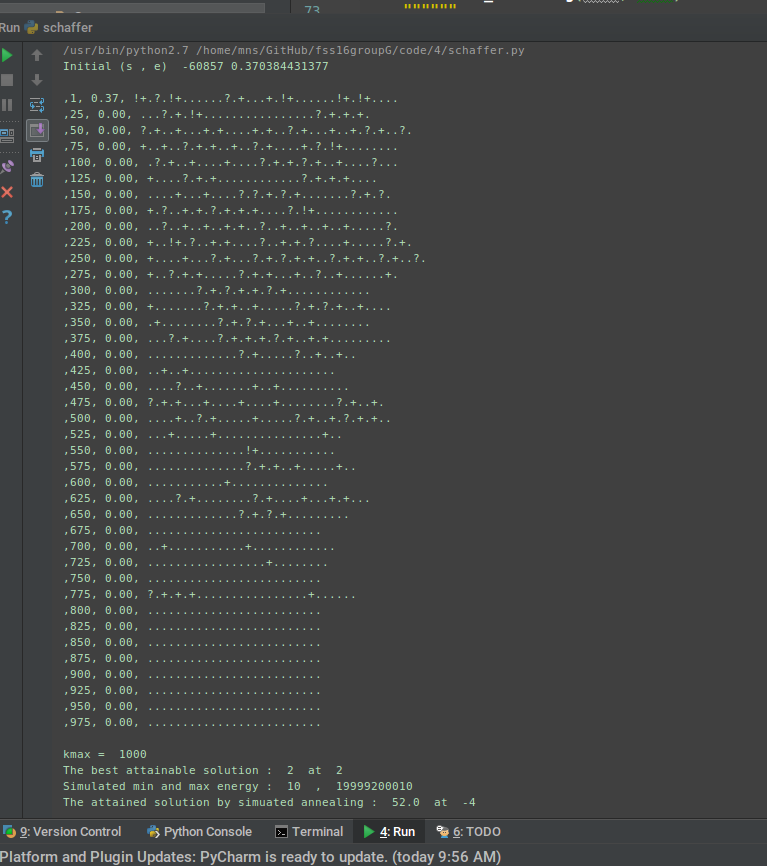 73
""""""
Run schaffer
/usr/bin/python2.7 /home/mns/GitHub/fss16groupG/code/4/schaffer.py
Initial (s , e)  -60857 0.370384431377
,1, 0.37, !+.?.!+......?.+...+.!+......!+.!+....
,25, 0.00, ...?.+.!+................?.+.+.+.
,50, 0.00, ?.+..+...+.+....+.+..?.+...+..+.?.+..?.
,75, 0.00, +..+..?.+.+..+..?.+....+.?.!+........
,100, 0.00, .?.+..+....+....?.+.+.?.+..+....?...
,125, 0.00, +....?.+.+............?.+.+.+....
,150, 0.00, ....+...+....?.?.+.?.+.......?.+.?.
,175, 0.00, +.?..+.+.?.+.+.+....?.!+............
,200, 0.00, ..?..+..+..+..?..+..+..+..+.....?.
,225, 0.00, +..!+.?.+.+....?..+.+.?....+.....?.+.
,250, 0.00, +....+...?.+.?.+.?.+.+..?.+.+..?.+..?.
,275, 0.00, +..?.+.+.....?.+.+...+..?..+......+.
,300, 0.00, .......?.+.+.+.?.+.+............
,325, 0.00, +.......?.+.+..+.....?.+.?.+..+....
,350, 0.00, .+........?.+.?.+...+..+........
,375, 0.00, ...?.+....?.+.+.+.?.+..+.+.........
,400, 0.00, .............?.+.....?..+..+..
,425, 0.00, ..+..+.....................
,450, 0.00, ....?..+.......+..+..........
,475, 0.00, ?.+.+...+....+....+........?.+..+.
,500, 0.00, ....+..?.+.....+.....?.+..+.?.+.+..
,525, 0.00, ...+.....+...............+..
,550, 0.00, ..............!+...........
,575, 0.00, ..............?.+.+..+.....+..
,600, 0.00, ...........+..............
,625, 0.00, ....?.+........?.+....+...+.+...
,650, 0.00, .............?.+.?.+.........
,675, 0.00, .........................
,700, 0.00, ..+...........+............
,725, 0.00, .................+........
,750, 0.00, .........................
,775, 0.00, ?.+.+.+................+......
,800, 0.00, .........................
,825, 0.00, .........................
,850, 0.00, .........................
,875, 0.00, .........................
,900, 0.00, .........................
,925, 0.00, .........................
,950, 0.00, .........................
,975, 0.00, .........................
kmax =  1000
The best attainable solution :  2  at  2
Simulated min and max energy :  10  ,  19999200010
The attained solution by simuated annealing :  52.0  at  -4
9: Version Control Python Console Terminal 4: Run 6: TODO
Platform and Plugin Updates: PyCharm is ready to update. (today 9:56 AM)